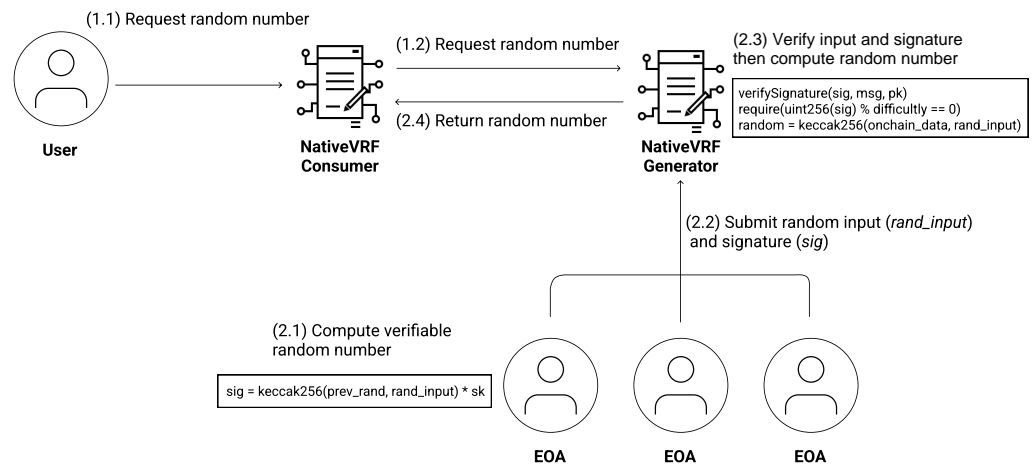 (1.1) Request random number
User
NativeVRF
Consumer
(1.2) Request random number
(2.4) Return random number
NativeVRF
Generator
(2.3) Verify input and signature
then compute random number
verifySignature(sig, msg, pk)
require(uint256(sig) % difficultly == 0)
random = keccak256(onchain_data, rand_input)
(2.2) Submit random input (rand_input)
and signature (sig)
(2.1) Compute verifiable
random number
sig = keccak256(prev_rand, rand_input) * sk
EOA
EOA
EOA